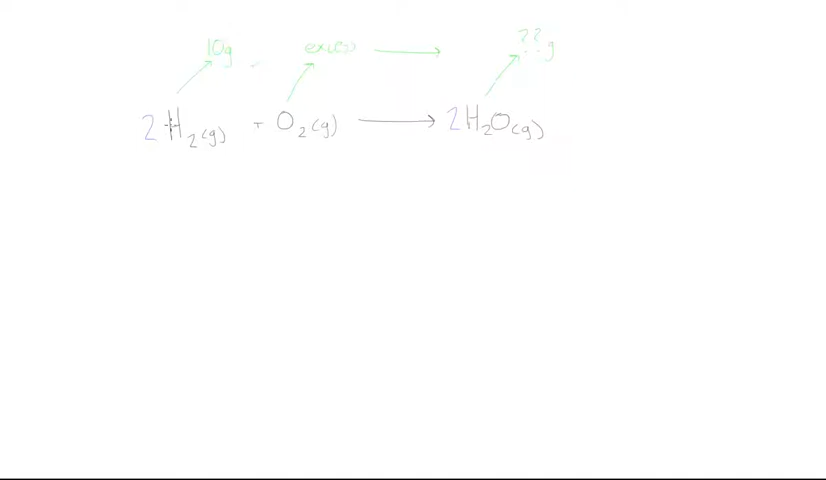 10g excess → ??g
2H₂(g) + O₂(g) → 2H₂O(g)